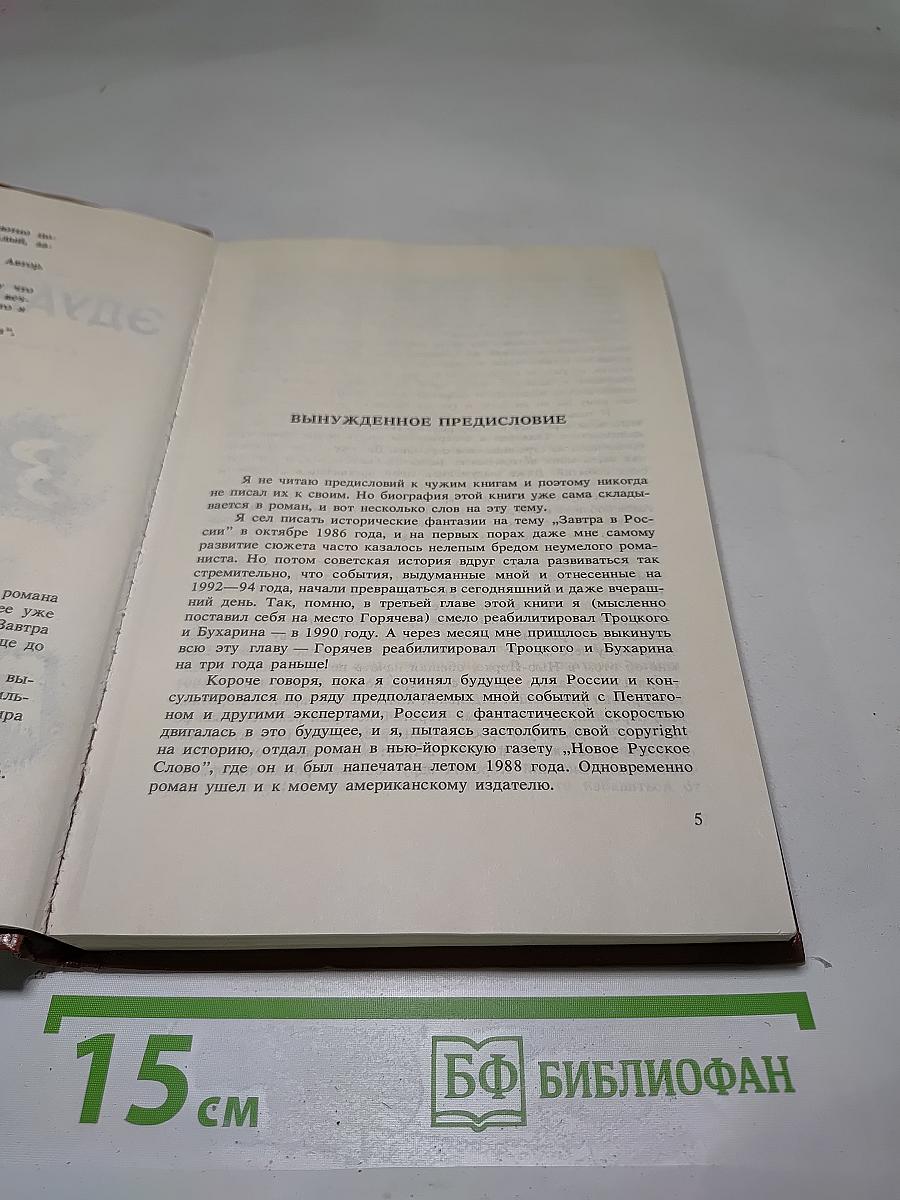 что
Автор.
романа
ее уже
Завтра
це до
вы-
иль-
ира
ВЫНУЖДЕННОЕ ПРЕДИСЛОВИЕ
Я не читаю предисловий к чужим книгам и поэтому никогда
не писал их к своим. Но биография этой книги уже сама склады-
вается в роман, и вот несколько слов на эту тему.
Я сел писать исторические фантазии на тему „Завтра в Рос-
сии” в октябре 1986 года, и на первых порах даже мне самому
развитие сюжета часто казалось нелепым бредом неумелого рома-
ниста. Но потом советская история вдруг стала развиваться так
стремительно, что события, выдуманные мной и отнесенные на
1992—94 года, начали превращаться в сегодняшний и даже вчераш-
ний день. Так, помню, в третьей главе этой книги я (мысленно
поставил себя на место Горячева) смело реабилитировал Троцкого
и Бухарина — в 1990 году. А через месяц мне пришлось выкинуть
всю эту главу — Горячев реабилитировал Троцкого и Бухарина
на три года раньше!
Короче говоря, пока я сочинял будущее для России и кон-
сультировался по ряду предполагаемых мной событий с Пентаго-
ном и другими экспертами, Россия с фантастической скоростью
двигалась в это будущее, и я, пытаясь застолбить свой copyright
на историю, отдал роман в нью-йоркскую газету „Новое Русское
Слово”, где он и был напечатан летом 1988 года. Одновременно
роман ушел и к моему американскому издателю.
5
15 см
БФ БИБЛИОФАН